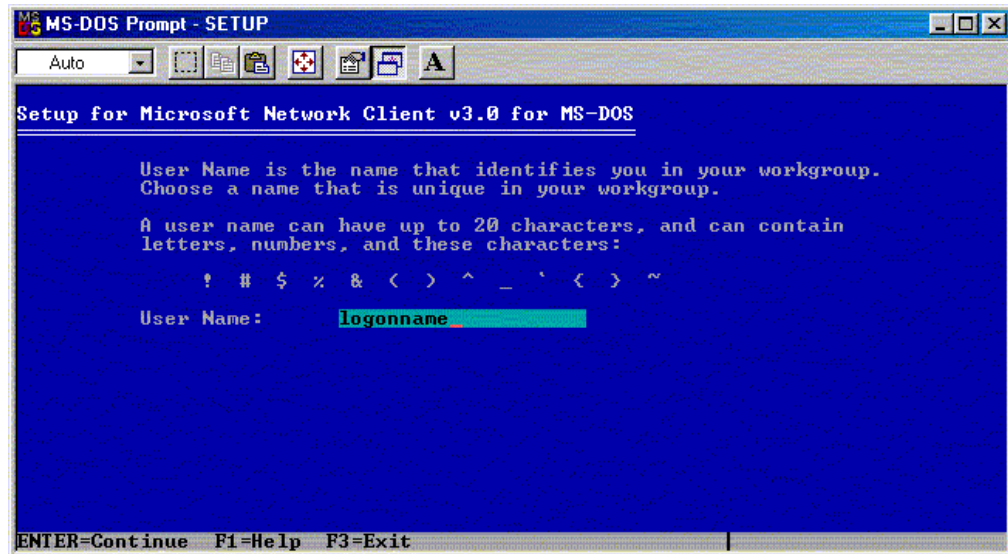 MS-DOS Prompt - SETUP
Auto
A
Setup for Microsoft Network Client v3.0 for MS-DOS
User Name is the name that identifies you in your workgroup.
Choose a name that is unique in your workgroup.
A user name can have up to 20 characters, and can contain
letters, numbers, and these characters:
! # $ % & ( ) ^ _ ` { } ~
User Name: logonname_
ENTER=Continue F1=Help F3=Exit